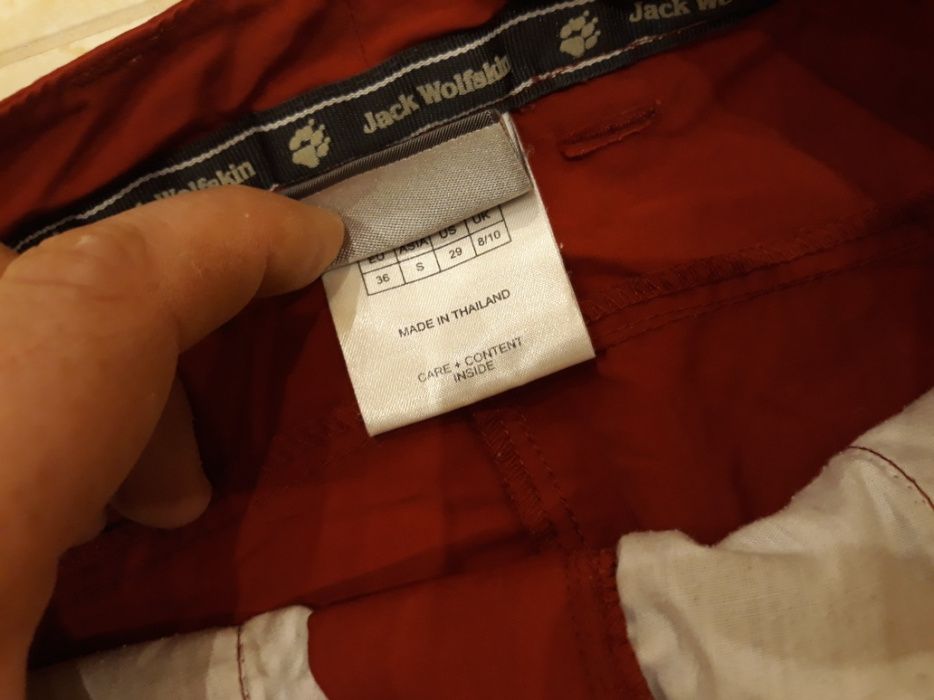 Jack Wolfskin
Jack Wolfskin
Jack Wo
EU ASIA US UK
36 S 29 8/10
MADE IN THAILAND
CARE + CONTENT
INSIDE